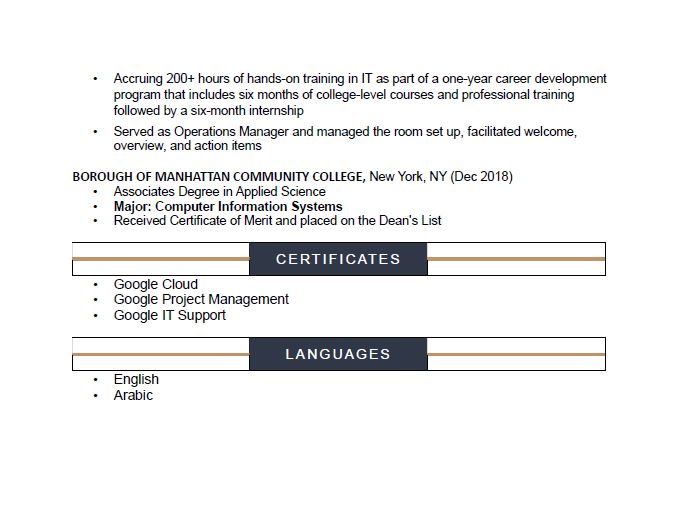 • Accruing 200+ hours of hands-on training in IT as part of a one-year career development
program that includes six months of college-level courses and professional training
followed by a six-month internship
• Served as Operations Manager and managed the room set up, facilitated welcome,
overview, and action items
BOROUGH OF MANHATTAN COMMUNITY COLLEGE, New York, NY (Dec 2018)
• Associates Degree in Applied Science
• Major: Computer Information Systems
• Received Certificate of Merit and placed on the Dean's List
CERTIFICATES
• Google Cloud
• Google Project Management
• Google IT Support
LANGUAGES
• English
• Arabic